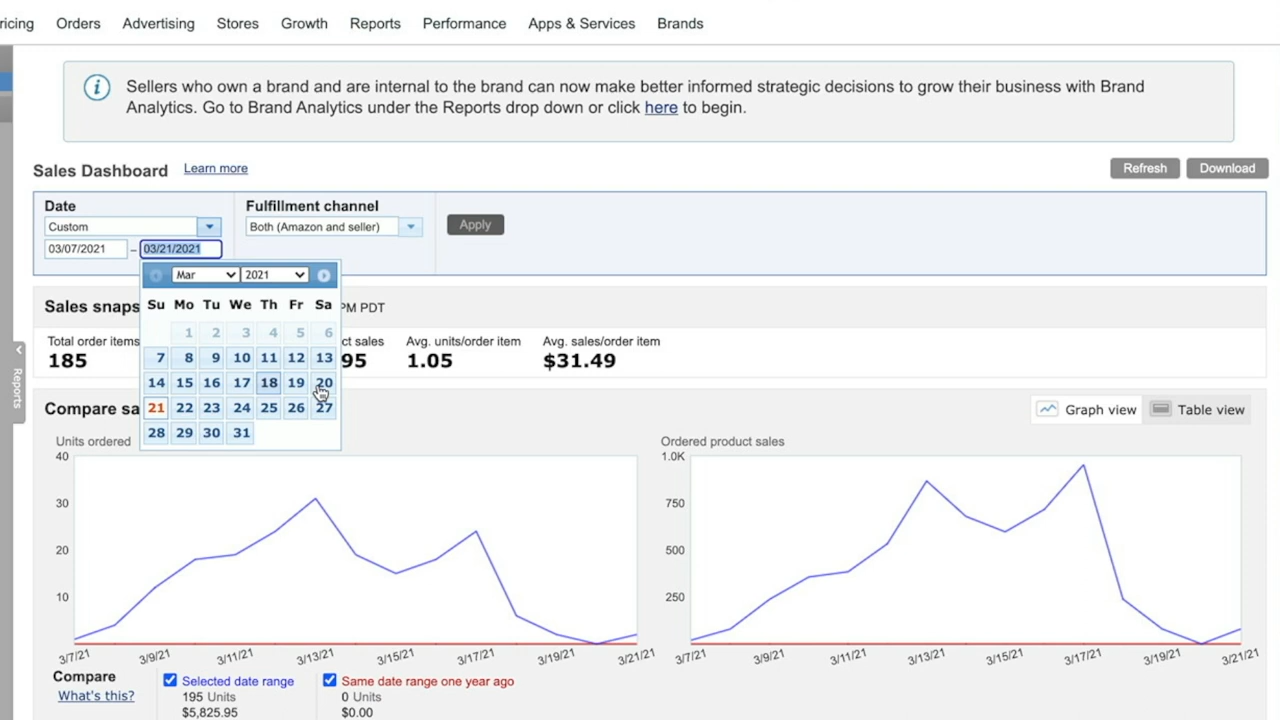 ricing Orders Advertising Stores Growth Reports Performance Apps & Services Brands
Sellers who own a brand and are internal to the brand can now make better informed strategic decisions to grow their business with Brand
Analytics. Go to Brand Analytics under the Reports drop down or click here to begin.
Sales Dashboard Learn more Refresh Download
Date Fulfillment channel
Custom Both (Amazon and seller) Apply
03/07/2021 – 03/21/2021
Mar 2021
Su Mo Tu We Th Fr Sa
1 2 3 4 5 6
7 8 9 10 11 12 13
14 15 16 17 18 19 20
21 22 23 24 25 26 27
28 29 30 31
Sales snaps PM PDT
Total order items ct sales Avg. units/order item Avg. sales/order item
185 95 1.05 $31.49
Reports
Compare sa Graph view Table view
Units ordered Ordered product sales
40 1.0K
30 750
20 500
10 250
3/7/21 3/9/21 3/11/21 3/13/21 3/15/21 3/17/21 3/19/21 3/21/21 3/7/21 3/9/21 3/11/21 3/13/21 3/15/21 3/17/21 3/19/21 3/21/21
Compare Selected date range Same date range one year ago
What's this? 195 Units 0 Units
$5,825.95 $0.00